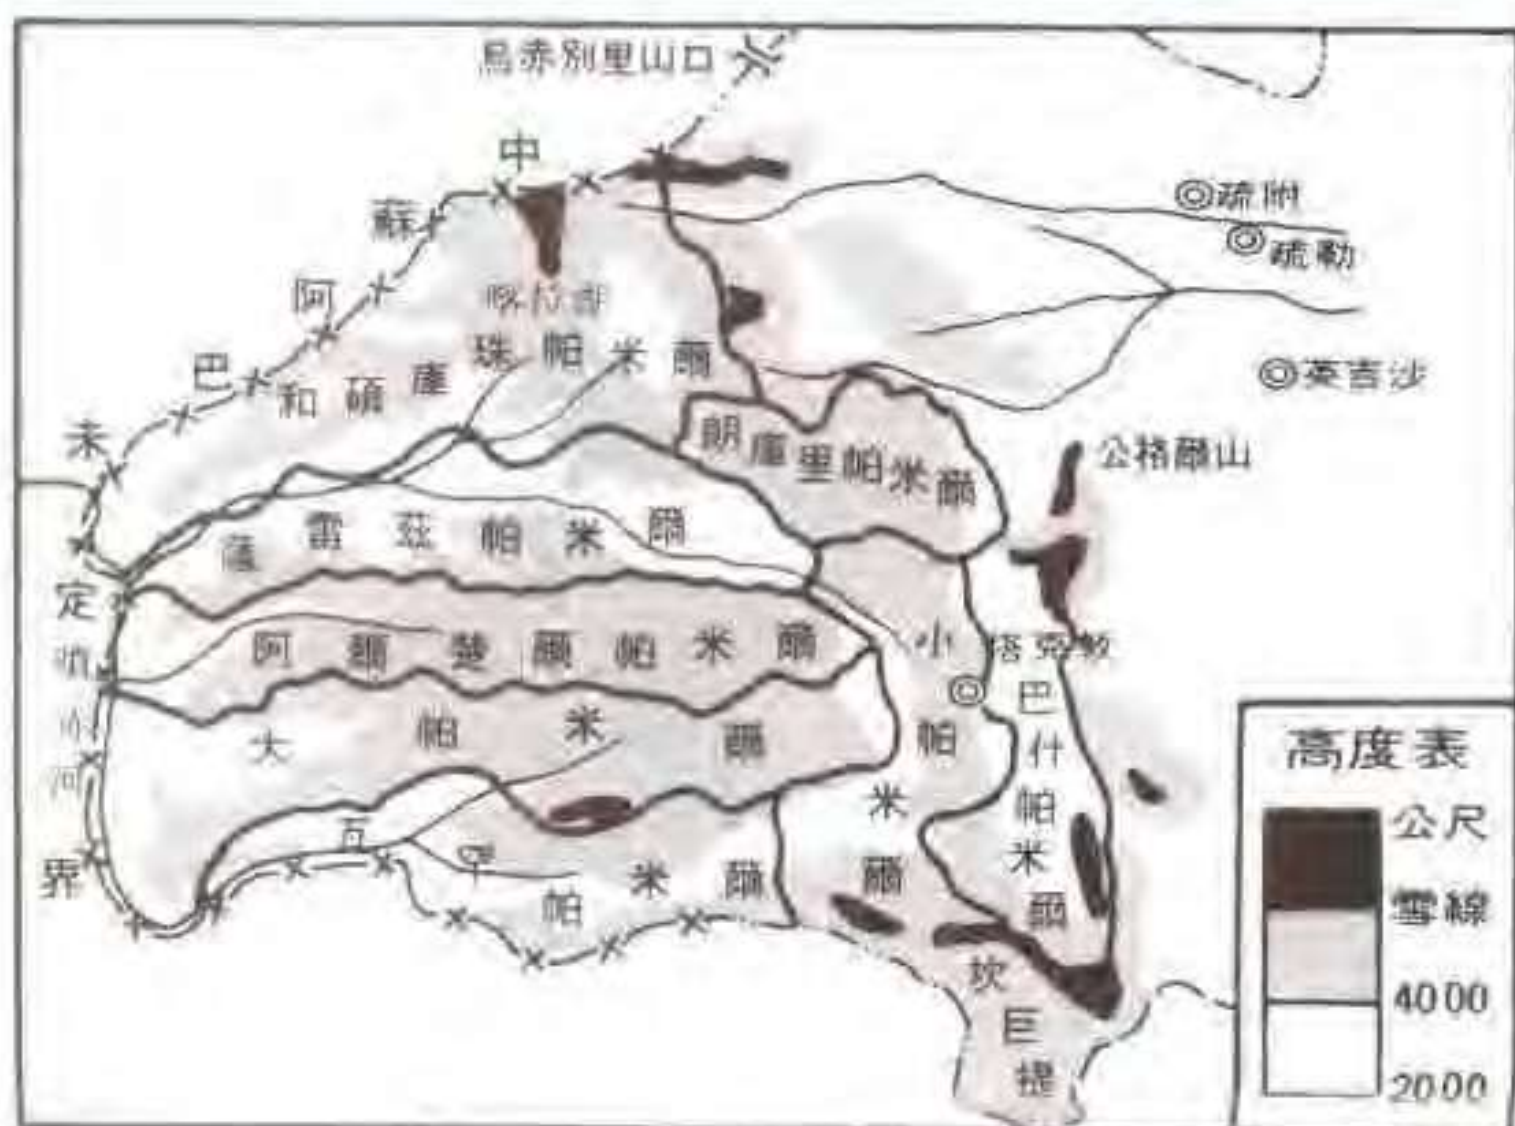 烏赤別里山口
中
蘇
阿
巴
未
定
界
疏附
疏勒
英吉沙
公格爾山
和碩庫珠帕米爾
朗庫里帕米爾
薩雷茲帕米爾
阿爾楚爾帕米爾
大帕米爾
小帕米爾
塔克敦巴什帕米爾
瓦罕帕米爾
坎巨提
高度表
公尺
雪線
4000
2000